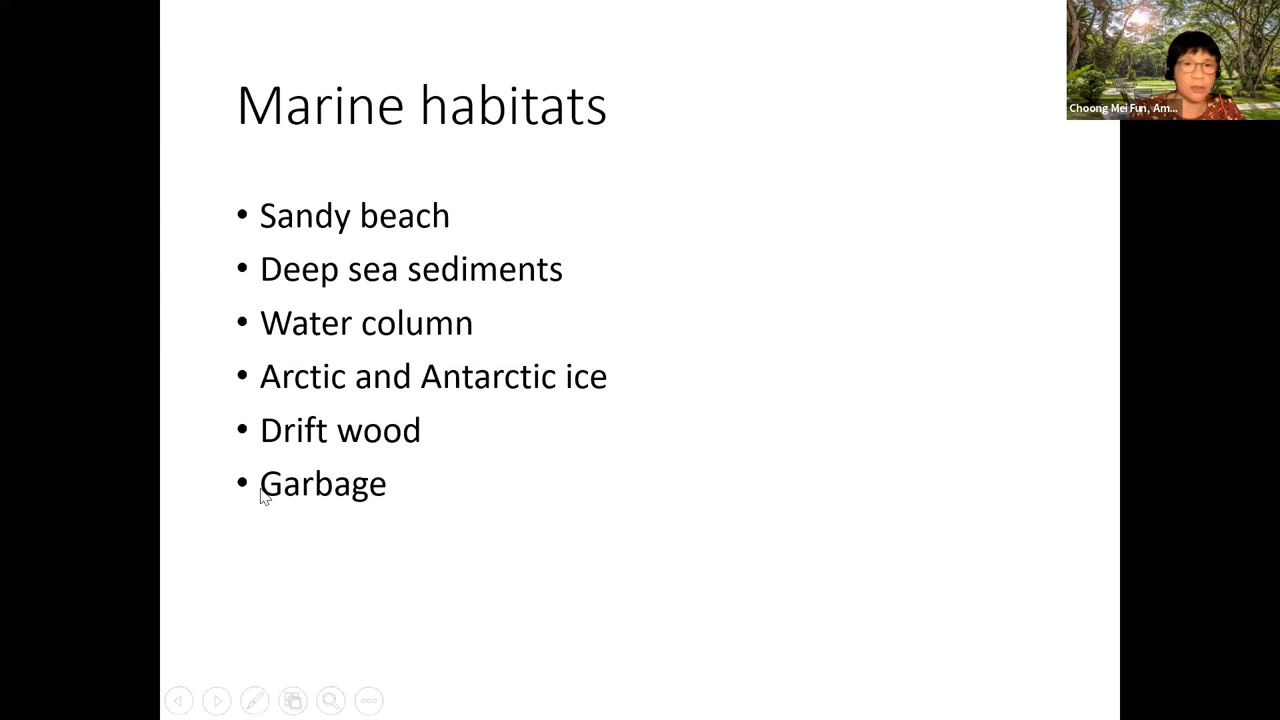 Marine habitats
Choong Mei Fun, Am...
• Sandy beach
• Deep sea sediments
• Water column
• Arctic and Antarctic ice
• Drift wood
• Garbage